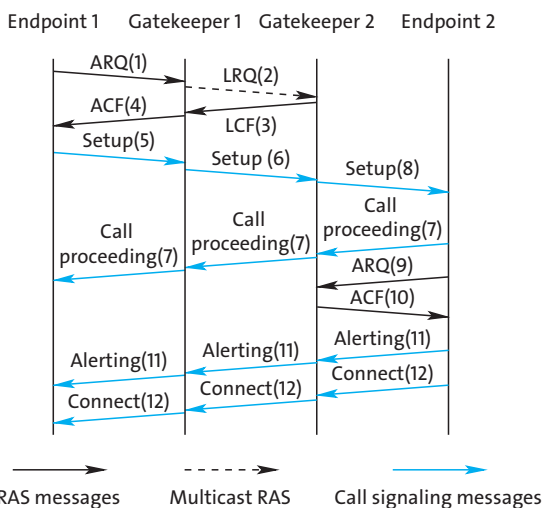 Endpoint 1 Gatekeeper 1 Gatekeeper 2 Endpoint 2
ARQ(1)
LRQ(2)
ACF(4)
LCF(3)
Setup(5)
Setup (6)
Setup(8)
Call
proceeding(7)
Call
proceeding(7)
Call
proceeding(7)
ARQ(9)
ACF(10)
Alerting(11)
Alerting(11)
Alerting(11)
Connect(12)
Connect(12)
Connect(12)
RAS messages Multicast RAS Call signaling messages